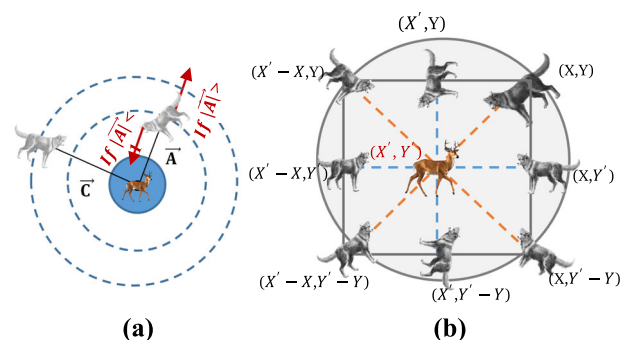 If |A⃗| <
If |A⃗| >
A⃗
C⃗
(a)
(X′,Y)
(X′ − X,Y)
(X,Y)
(X′, Y′)
(X′ − X,Y′)
(X,Y′)
(X′ − X,Y′ − Y)
(X′,Y′ − Y)
(X,Y′ − Y)
(b)